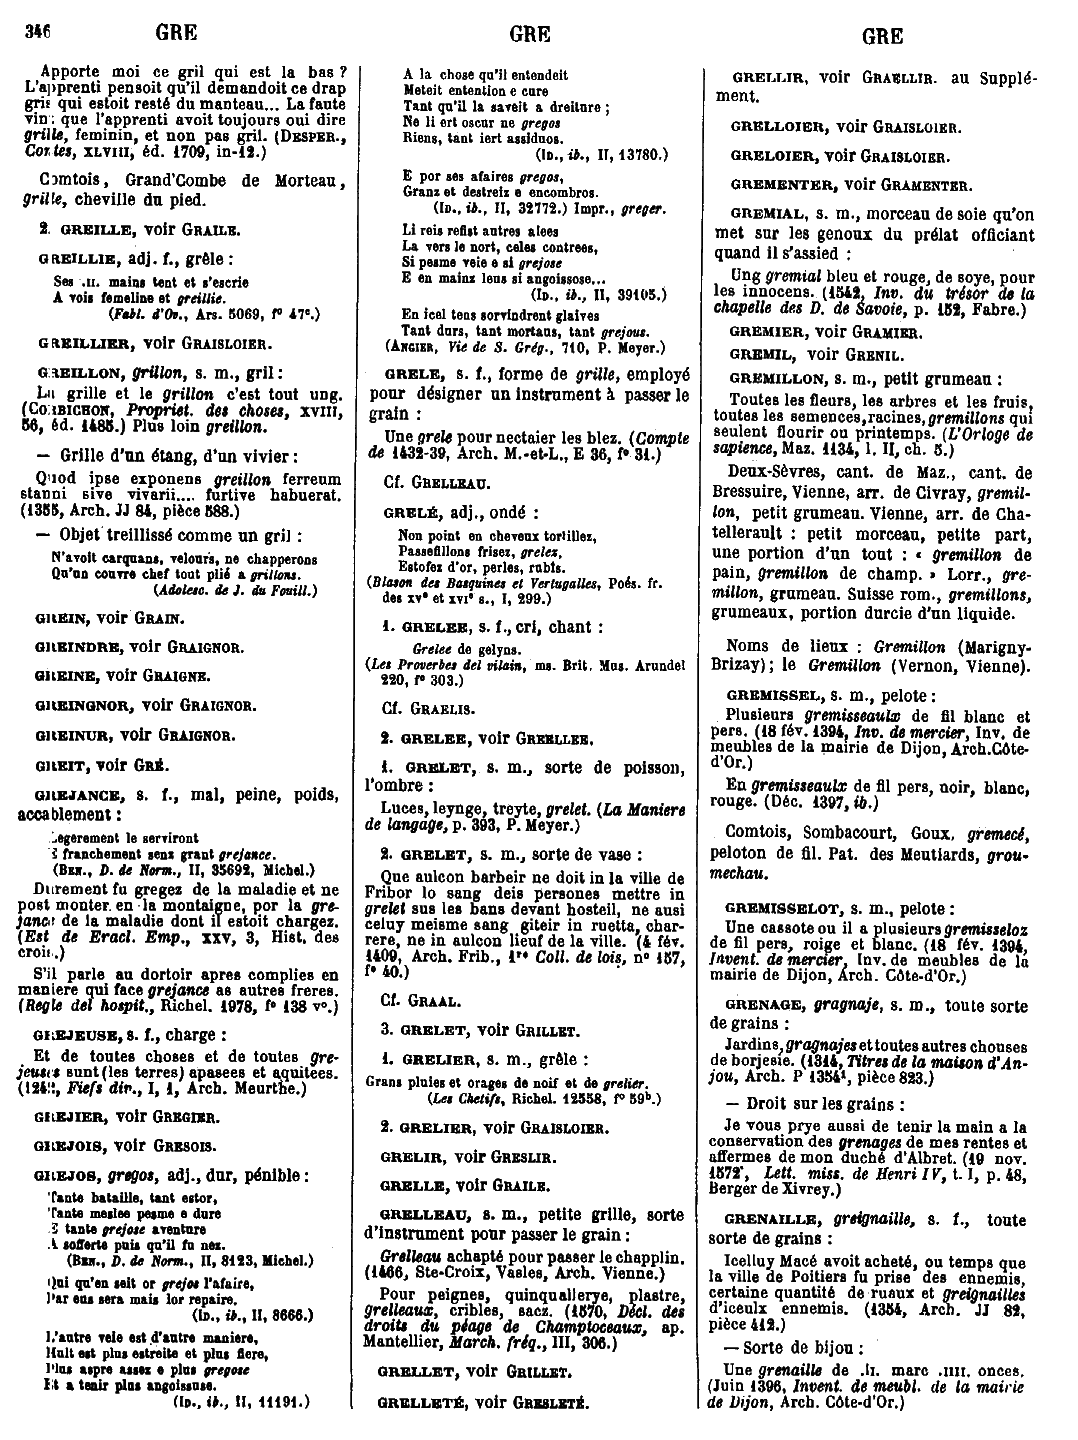 346 GRE GRE GRE
Apporte moi ce gril qui est la bas ?
L'apprenti pensoit qu'il demandoit ce drap
gris qui estoit resté du manteau... La faute
vin: que l'apprenti avoit toujours oui dire
grille, feminin, et non pas gril. (DESPER.,
Contes, XLVIII, éd. 1709, in-12.)
Comtois, Grand'Combe de Morteau,
grille, cheville du pied.
2. GREILLE, voir GRAILE.
GREILLIE, adj. f., grêle :
Ses .II. mains tent et s'escrie
A vois femeline et greillie.
(Fabl. d'Ov., Ars. 5069, f° 47e.)
GREILLIER, voir GRAISLOIER.
GREILLON, grillon, s. m., gril :
La grille et le grillon c'est tout ung.
(CORBICHON, Propriet. des choses, XVIII,
56, éd. 1485.) Plus loin greillon.
— Grille d'un étang, d'un vivier :
Quod ipse exponens greillon ferreum
stanni sive vivarii.... furtive habuerat.
(1355, Arch. JJ 84, pièce 588.)
— Objet treillissé comme un gril :
N'avoit carquans, velours, ne chapperons
Qu'un couvre chef tout plié a grillons.
(Adolesc. de J. du Fouill.)
GREIN, voir GRAIN.
GREINDRE, voir GRAIGNOR.
GREINE, voir GRAIGNE.
GREINGNOR, voir GRAIGNOR.
GREINUR, voir GRAIGNOR.
GREIT, voir GRÉ.
GREJANCE, s. f., mal, peine, poids,
accablement :
Legerement le serviront
E franchement senz grant grejance.
(BEN., D. de Norm., II, 35692, Michel.)
Durement fu gregez de la maladie et ne
post monter en la montaigne, por la gre-
jance de la maladie dont il estoit chargez.
(Est de Eracl. Emp., XXV, 3, Hist. des
crois.)
S'il parle au dortoir apres complies en
maniere qui face grejance as autres freres.
(Regle del hospit., Richel. 1978, f° 138 v°.)
GREJEUSE, s. f., charge :
Et de toutes choses et de toutes gre-
jeuses sunt (les terres) apasees et aquitees.
Fiefs div., I, 1, Arch. Meurthe.)
GREJIER, voir GREGIER.
GREJOIS, voir GRESOIS.
GREJOS, gregos, adj., dur, pénible :
Tante bataille, tant estor,
Tante meslee pesme e dure
E tante grejose aventure
A sofferte puis qu'il fu nez.
(BEN., D. de Norm., II, 8123, Michel.)
Qui qu'en seit or grejos l'afaire,
Par eus sera mais lor repaire.
(ID., ib., II, 8666.)
L'autre veie est d'autre maniere,
Mult est plus estreite et plus fiere,
Plus aspre assez e plus gregose
Et a tenir plus angoissuse.
(ID., ib., II, 11191.)
A la chose qu'il entendeit
Meteit ententiou e cure
Tant qu'il la saveit a dreiture ;
Ne li ert oscur ne gregos
Riens, tant iert assiduos.
(ID., ib., II, 13780.)
E por ses afaires gregos,
Granz et destreiz e encombros.
(ID., ib., II, 32772.) Impr., greger.
Li reis refist autres alees
La vers le nort, celes contrees,
Si pesme veie e si grejose
E en mainz leus si angoissose...
(ID., ib., II, 39105.)
En icel tens sorvindrent glaives
Tant durs, tant mortaus, tant grejous.
(ANGIER, Vie de S. Grég., 710, P. Meyer.)
GRELE, s. f., forme de grille, employé
pour désigner un instrument à passer le
grain :
Une grele pour nectaier les blez. (Compte
de 1432-39, Arch. M.-et-L., E 36, f° 31.)
Cf. GRELLEAU.
GRELÉ, adj., ondé :
Non point en cheveux tortillez,
Passefillons frisez, grelez,
Estofez d'or, perles, rubis.
(Blason des Basquines et Vertugalles, Poés. fr.
des XVe et XVIe s., I, 299.)
1. GRELEE, s. f., cri, chant :
Grelee de gelyns.
(Les Proverbes del vilain, ms. Brit. Mus. Arundel
220, f° 303.)
Cf. GRAELIS.
2. GRELEE, voir GREELLEE.
1. GRELET, s. m., sorte de poisson,
l'ombre :
Luces, leynge, treyte, grelet. (La Maniere
de langage, p. 393, P. Meyer.)
2. GRELET, s. m., sorte de vase :
Que aulcon barbeir ne doit in la ville de
Fribor lo sang deis persones mettre in
grelet sus les bans devant hosteil, ne ausi
celuy meisme sang giteir in ruetta, char-
rere, ne in aulcon lieuf de la ville. (4 fév.
1409, Arch. Frib., 1re Coll. de lois, n° 157,
f° 40.)
Cf. GRAAL.
3. GRELET, voir GRILLET.
1. GRELIER, s. m., grêle :
Grans pluies et orages de noif et de grelier.
(Les Chetifs, Richel. 12558, f° 59b.)
2. GRELIER, voir GRAISLOIER.
GRELIR, voir GRESLIR.
GRELLE, voir GRAILE.
GRELLEAU, s. m., petite grille, sorte
d'instrument pour passer le grain :
Grelleau achapté pour passer le chapplin.
(1466, Ste-Croix, Vasles, Arch. Vienne.)
Pour peignes, quinquallerye, plastre,
grelleaux, cribles, sacz. (1570, Décl. des
droits du péage de Champtoceaux, ap.
Mantellier, March. fréq., III, 306.)
GRELLET, voir GRILLET.
GRELLETÉ, voir GRESLETÉ.
GRELLIR, voir GRAELLIR. au Supplé-
ment.
GRELLOIER, voir GRAISLOIER.
GRELOIER, voir GRAISLOIER.
GREMENTER, voir GRAMENTER.
GREMIAL, s. m., morceau de soie qu'on
met sur les genoux du prélat officiant
quand il s'assied :
Ung gremial bleu et rouge, de soye, pour
les innocens. (1542, Inv. du trésor de la
chapelle des D. de Savoie, p. 152, Fabre.)
GREMIER, voir GRAMIER.
GREMIL, voir GRENIL.
GREMILLON, s. m., petit grumeau :
Toutes les fleurs, les arbres et les fruis,
toutes les semences, racines, gremillons qui
seulent flourir ou printemps. (L'Orloge de
sapience, Maz. 1134, l. II, ch. 5.)
Deux-Sèvres, cant. de Maz., cant. de
Bressuire, Vienne, arr. de Civray, gremil-
lon, petit grumeau. Vienne, arr. de Cha-
tellerault : petit morceau, petite part,
une portion d'un tout : « gremillon de
pain, gremillon de champ. » Lorr., gre-
millon, grumeau. Suisse rom., gremillons,
grumeaux, portion durcie d'un liquide.
Noms de lieux : Gremillon (Marigny-
Brizay) ; le Gremillon (Vernon, Vienne).
GREMISSEL, s. m., pelote :
Plusieurs gremisseaulx de fil blanc et
pers. (18 fév. 1394, Inv. de mercier, Inv. de
meubles de la mairie de Dijon, Arch. Côte-
d'Or.)
En gremisseaulx de fil pers, noir, blanc,
rouge. (Déc. 1397, ib.)
Comtois, Sombacourt, Goux, gremecé,
peloton de fil. Pat. des Meutiards, grou-
mechau.
GREMISSELOT, s. m., pelote :
Une cassote ou il a plusieurs gremisseloz
de fil pers, roige et blanc. (18 fév. 1394,
Invent. de mercier, Inv. de meubles de la
mairie de Dijon, Arch. Côte-d'Or.)
GRENAGE, gragnaje, s. m., toute sorte
de grains :
Jardins, gragnajes et toutes autres chouses
de borjesie. (1314, Titres de la maison d'An-
jou, Arch. P 1354¹, pièce 823.)
— Droit sur les grains :
Je vous prye aussi de tenir la main a la
conservation des grenages de mes rentes et
affermes de mon duché d'Albret. (19 nov.
1572, Lett. miss. de Henri IV, t. I, p. 48,
Berger de Xivrey.)
GRENAILLE, greignaille, s. f., toute
sorte de grains :
Icelluy Macé avoit acheté, ou temps que
la ville de Poitiers fu prise des ennemis,
certaine quantité de ruaux et greignailles
d'iceulx ennemis. (1354, Arch. JJ 82,
pièce 412.)
— Sorte de bijou :
Une grenaille de .II. marc .IIII. onces.
(Juin 1396, Invent. de meubl. de la mairie
de Dijon, Arch. Côte-d'Or.)